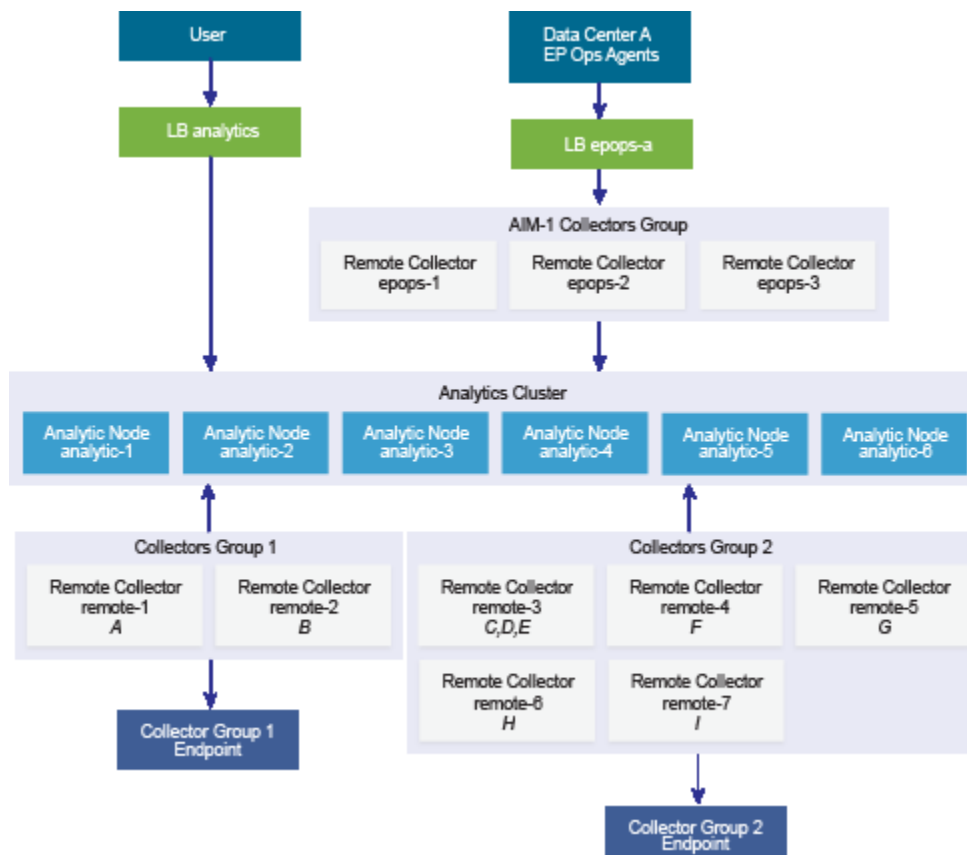 User
Data Center A
EP Ops Agents
LB analytics
LB epops-a
AIM-1 Collectors Group
Remote Collector
epops-1
Remote Collector
epops-2
Remote Collector
epops-3
Analytics Cluster
Analytic Node
analytic-1
Analytic Node
analytic-2
Analytic Node
analytic-3
Analytic Node
analytic-4
Analytic Node
analytic-5
Analytic Node
analytic-6
Collectors Group 1
Remote Collector
remote-1
A
Remote Collector
remote-2
B
Collector Group 1
Endpoint
Collectors Group 2
Remote Collector
remote-3
C,D,E
Remote Collector
remote-4
F
Remote Collector
remote-5
G
Remote Collector
remote-6
H
Remote Collector
remote-7
I
Collector Group 2
Endpoint